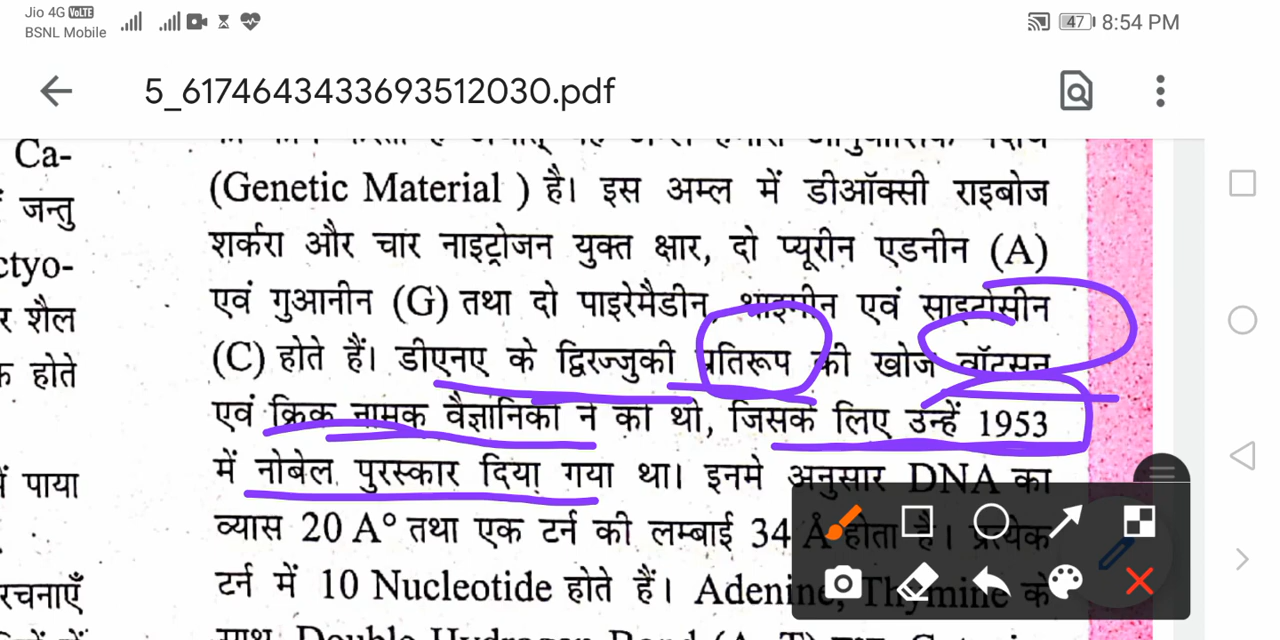 Jio 4G VoLTE
BSNL Mobile
47 8:54 PM
5_6174643433693512030.pdf
Ca-
जन्तु
ctyo-
र शैल
होते
में पाया
रचनाएँ
(Genetic Material ) है। इस अम्ल में डीऑक्सी राइबोज
शर्करा और चार नाइट्रोजन युक्त क्षार, दो प्यूरीन एडनीन (A)
एवं गुआनीन (G) तथा दो पाइरेमैडीन, थाइमीन एवं साइटोसीन
(C) होते हैं। डीएनए के द्विरज्जुकी प्रतिरूप की खोज वॉटसन
एवं क्रिक नामक वैज्ञानिकों ने की थी, जिसके लिए उन्हें 1953
में नोबेल पुरस्कार दिया गया था। इनमे अनुसार DNA का
व्यास 20 A° तथा एक टर्न की लम्बाई 34 Å होता है। प्रत्येक
टर्न में 10 Nucleotide होते हैं। Adenine, Thymine के